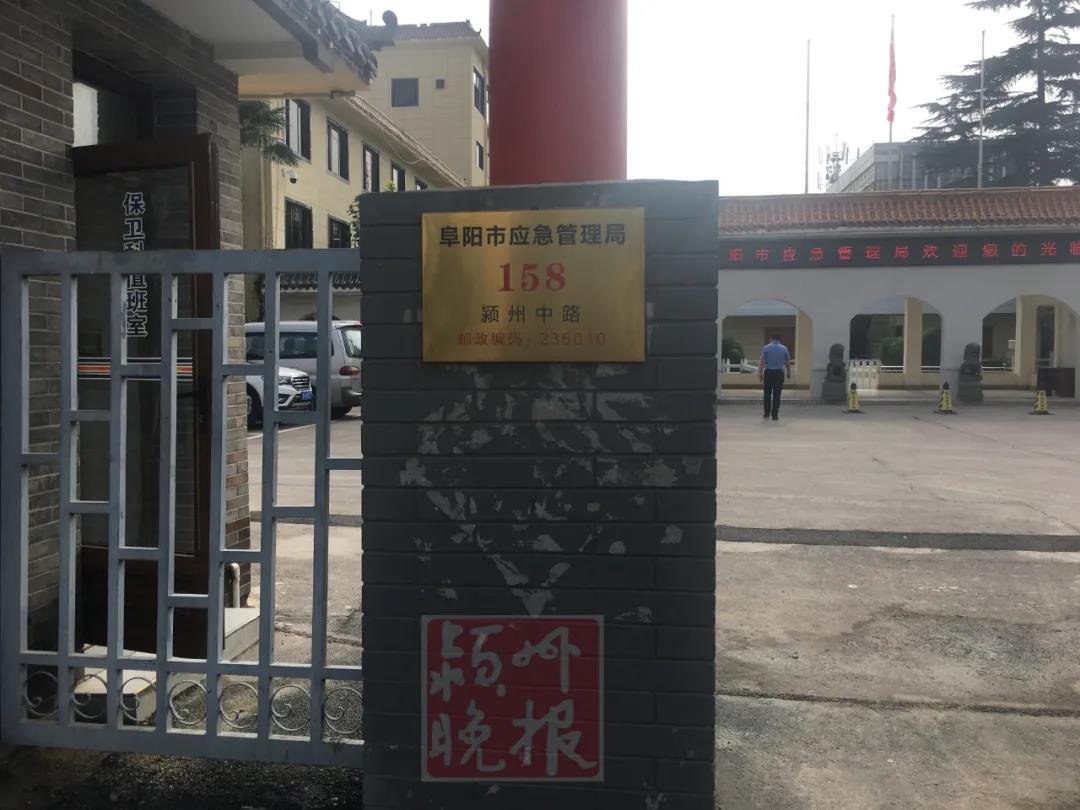 保卫科值班室
阜阳市应急管理局
158
颍州中路
邮政编码：236010
阜阳市应急管理局欢迎您的光临
颍州
晚报